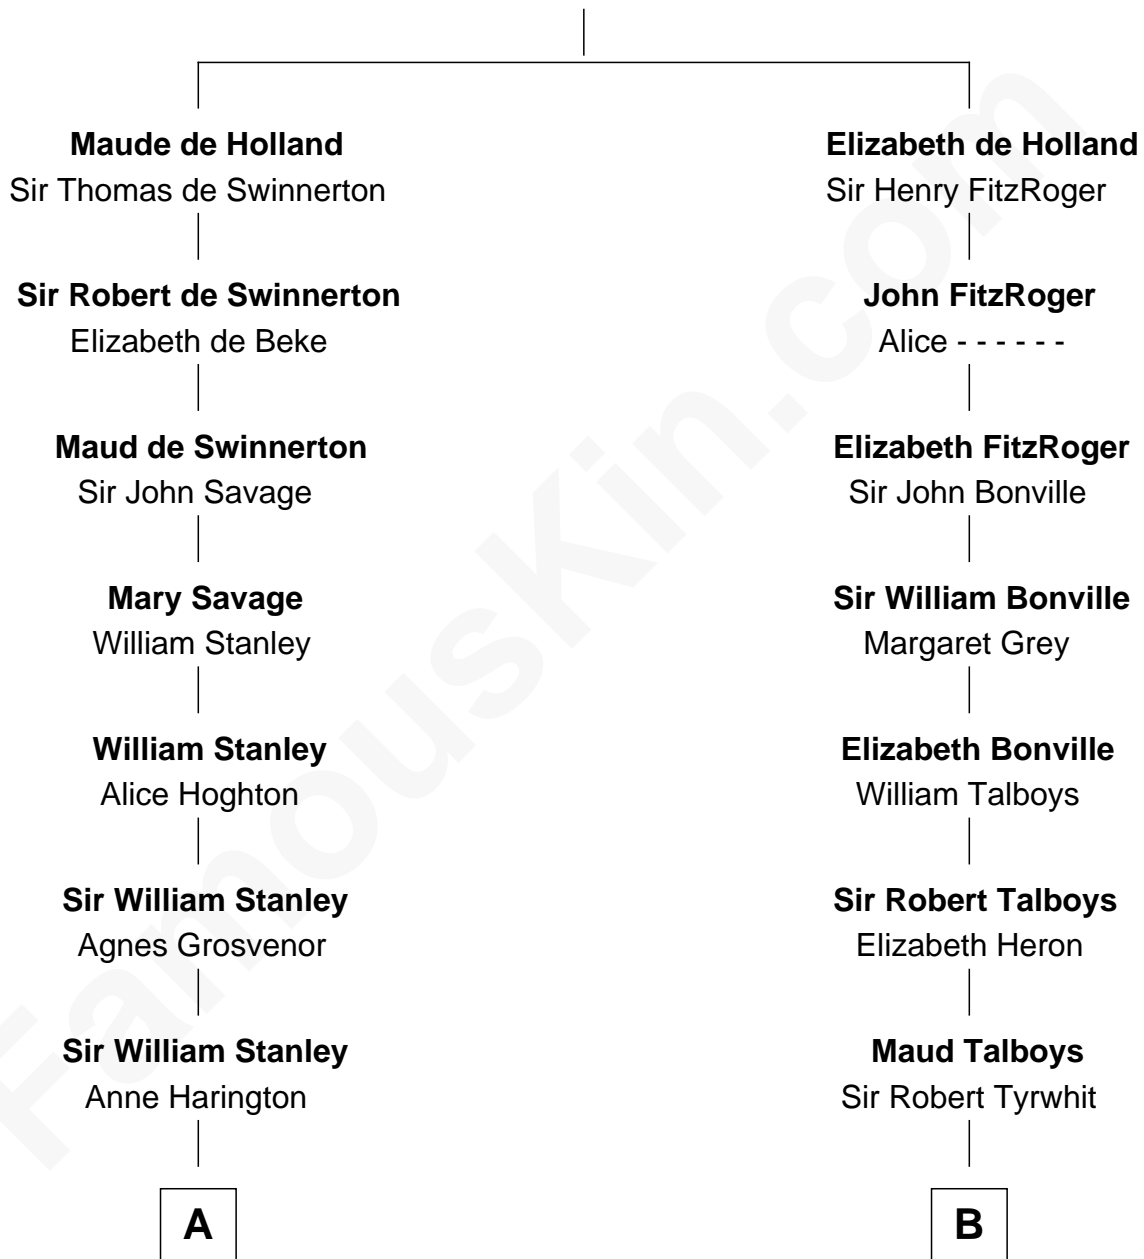 Maude de Holland
Sir Thomas de Swinnerton
Elizabeth de Holland
Sir Henry FitzRoger
Sir Robert de Swinnerton
Elizabeth de Beke
John FitzRoger
Alice - - - - - -
Maud de Swinnerton
Sir John Savage
Elizabeth FitzRoger
Sir John Bonville
Mary Savage
William Stanley
Sir William Bonville
Margaret Grey
William Stanley
Alice Hoghton
Elizabeth Bonville
William Talboys
Sir William Stanley
Agnes Grosvenor
Sir Robert Talboys
Elizabeth Heron
Sir William Stanley
Anne Harington
Maud Talboys
Sir Robert Tyrwhit
A
B
FamousKin.com